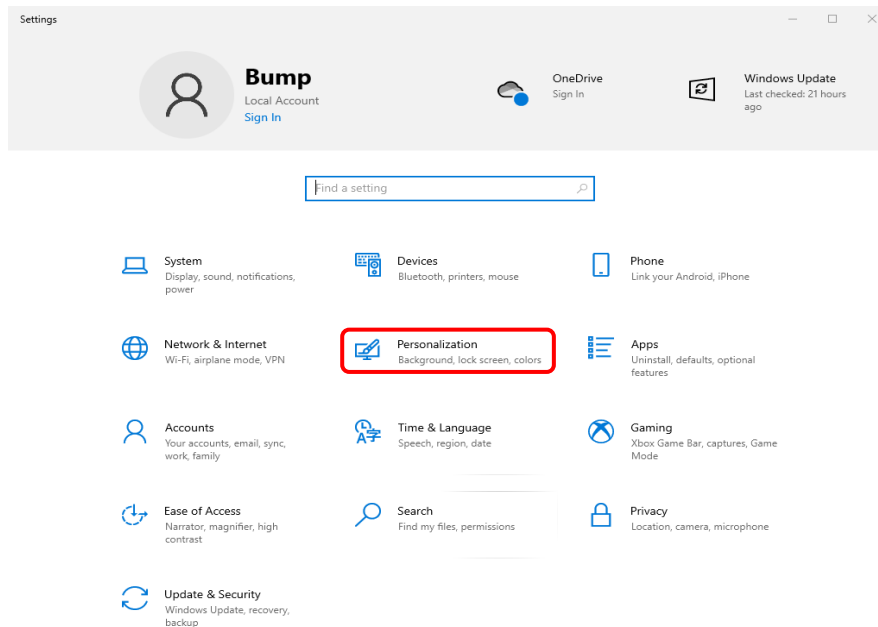 Settings
Bump
Local Account
Sign In
OneDrive
Sign In
Windows Update
Last checked: 21 hours
ago
Find a setting
System
Display, sound, notifications,
power
Devices
Bluetooth, printers, mouse
Phone
Link your Android, iPhone
Network & Internet
Wi-Fi, airplane mode, VPN
Personalization
Background, lock screen, colors
Apps
Uninstall, defaults, optional
features
Accounts
Your accounts, email, sync,
work, family
Time & Language
Speech, region, date
Gaming
Xbox Game Bar, captures, Game
Mode
Ease of Access
Narrator, magnifier, high
contrast
Search
Find my files, permissions
Privacy
Location, camera, microphone
Update & Security
Windows Update, recovery,
backup